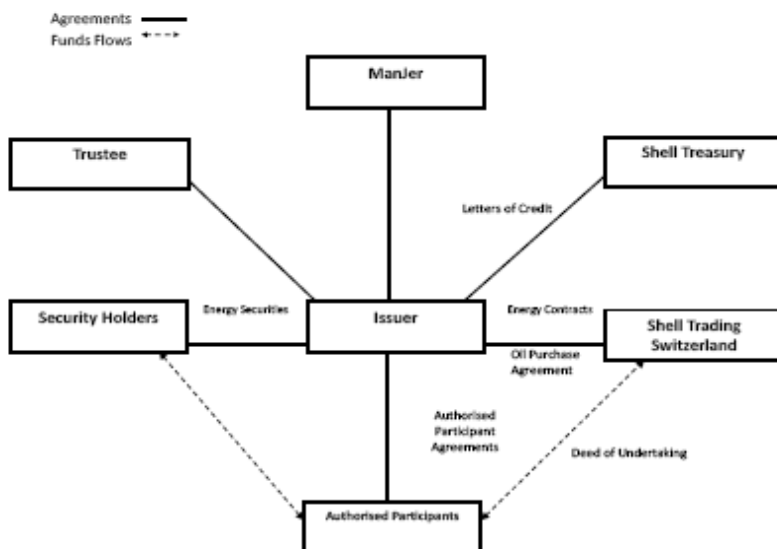 Agreements
Funds Flows
ManJer
Trustee
Shell Treasury
Letters of Credit
Security Holders
Energy Securities
Issuer
Energy Contracts
Shell Trading
Switzerland
Oil Purchase
Agreement
Authorised
Participant
Agreements
Deed of Undertaking
Authorised Participants